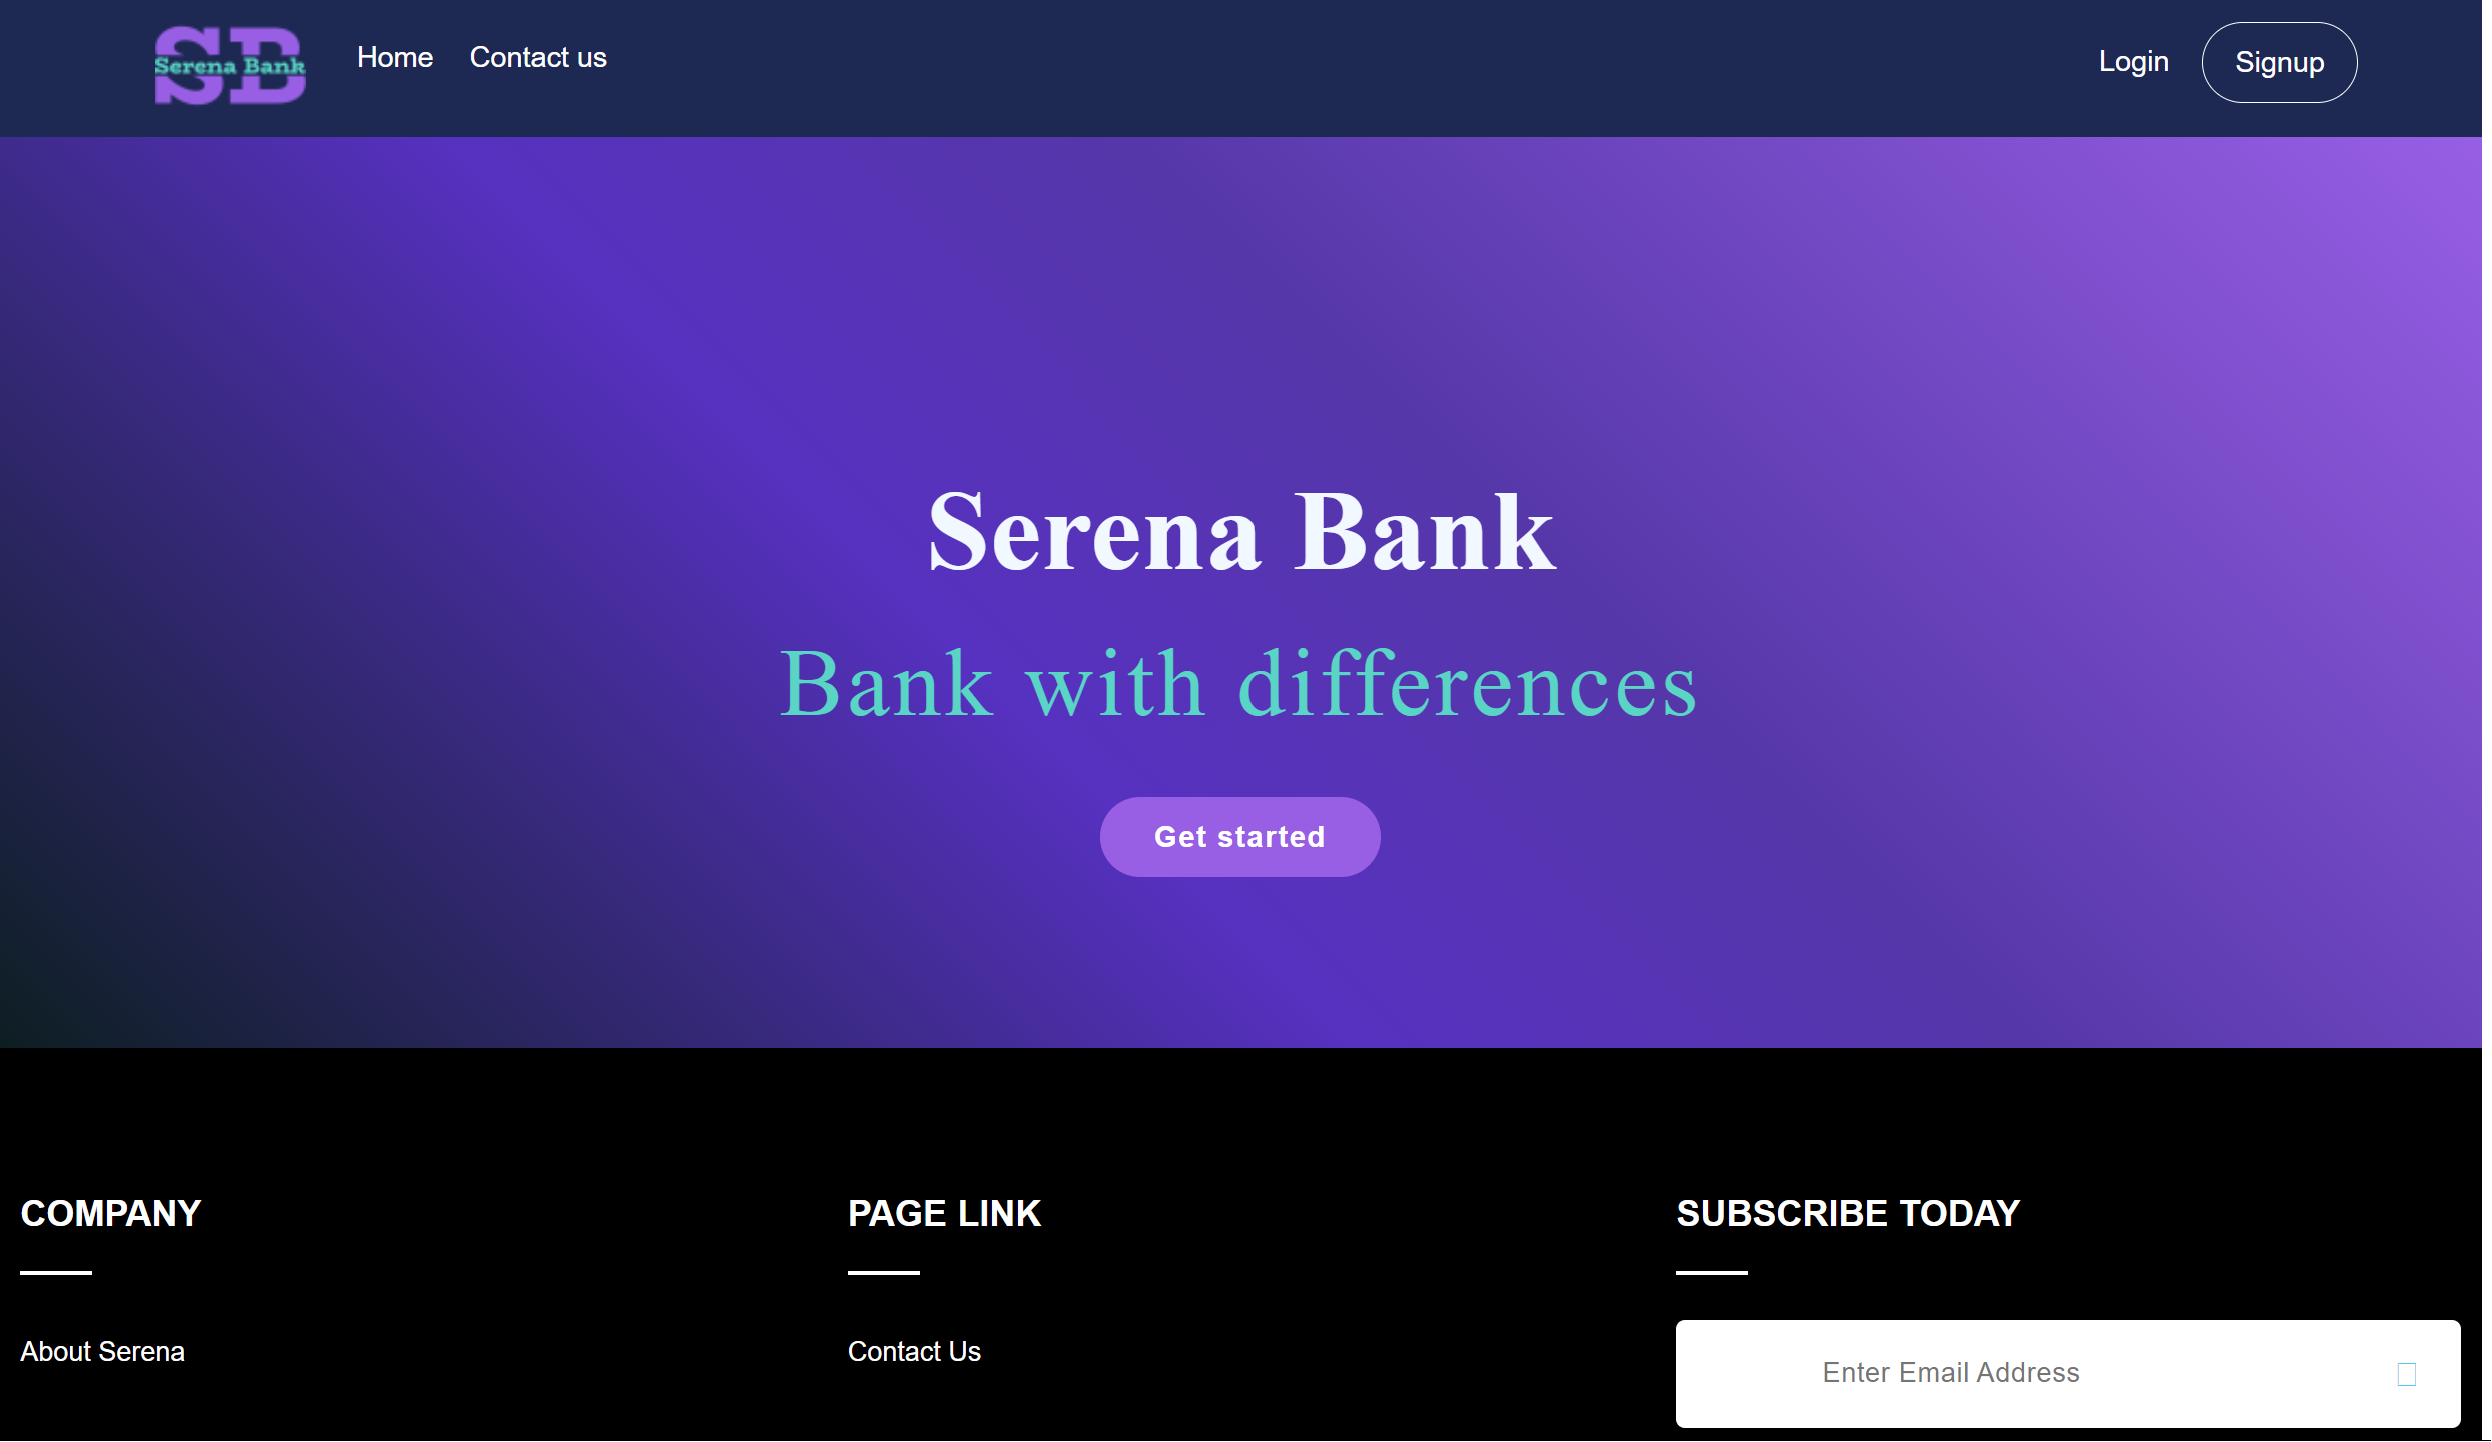 SB
Serena Bank
Home
Contact us
Login
Signup
Serena Bank
Bank with differences
Get started
COMPANY
About Serena
PAGE LINK
Contact Us
SUBSCRIBE TODAY
Enter Email Address